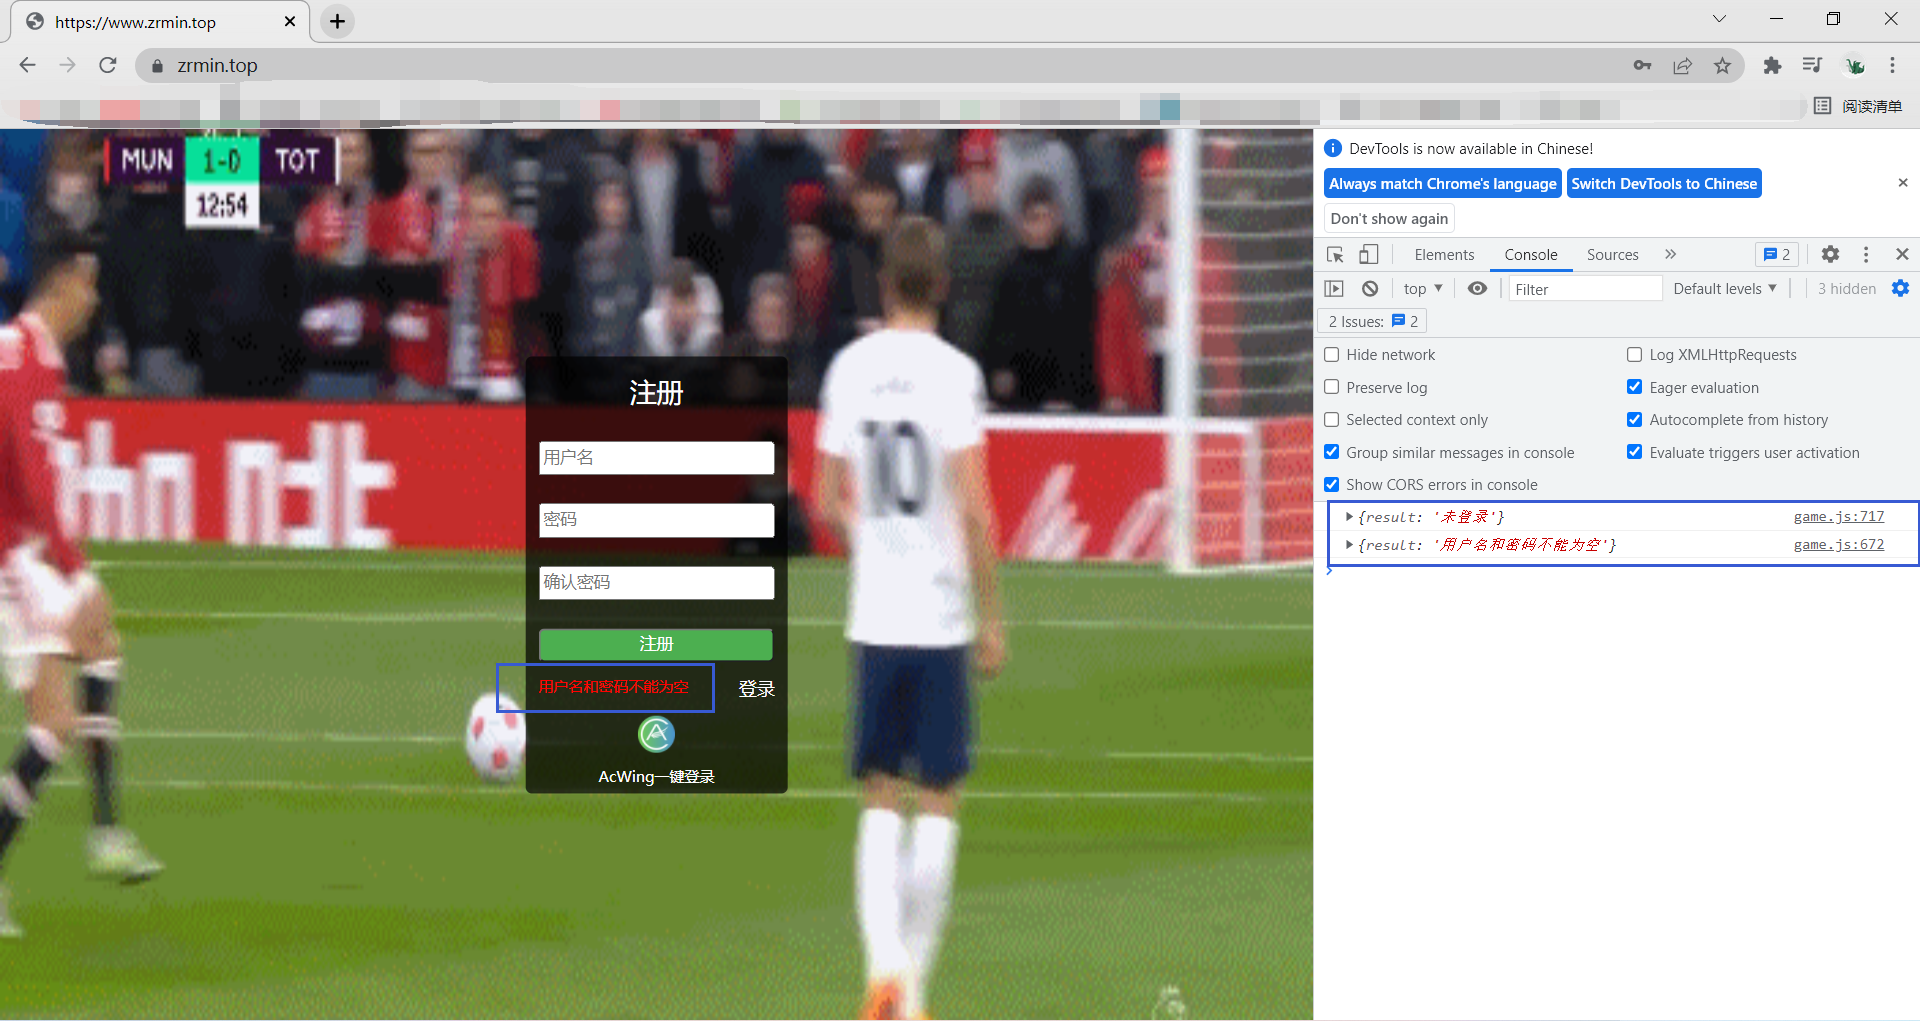 https://www.zrmin.top
zrmin.top
阅读清单
MUN 1-0 TOT
12:54
10
注册
用户名
密码
确认密码
注册
用户名和密码不能为空 登录
AcWing一键登录
DevTools is now available in Chinese!
Always match Chrome's language Switch DevTools to Chinese
Don't show again
Elements Console Sources 2
top Filter Default levels 3 hidden
2 Issues: 2
Hide network Log XMLHttpRequests
Preserve log Eager evaluation
Selected context only Autocomplete from history
Group similar messages in console Evaluate triggers user activation
Show CORS errors in console
{result: '未登录'} game.js:717
{result: '用户名和密码不能为空'} game.js:672